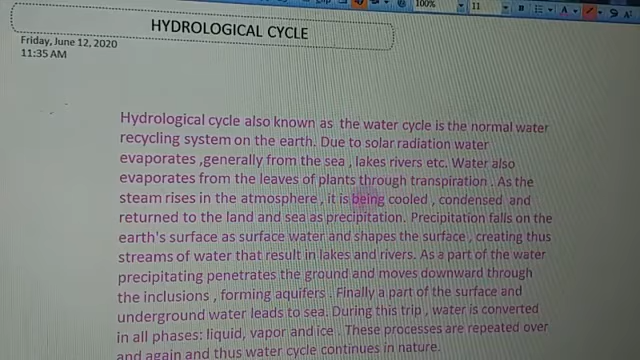 100%
11
HYDROLOGICAL CYCLE
Friday, June 12, 2020
11:35 AM
Hydrological cycle also known as the water cycle is the normal water
recycling system on the earth. Due to solar radiation water
evaporates ,generally from the sea , lakes rivers etc. Water also
evaporates from the leaves of plants through transpiration . As the
steam rises in the atmosphere , it is being cooled , condensed and
returned to the land and sea as precipitation. Precipitation falls on the
earth's surface as surface water and shapes the surface , creating thus
streams of water that result in lakes and rivers. As a part of the water
precipitating penetrates the ground and moves downward through
the inclusions , forming aquifers . Finally a part of the surface and
underground water leads to sea. During this trip , water is converted
in all phases: liquid, vapor and ice . These processes are repeated over
and again and thus water cycle continues in nature.